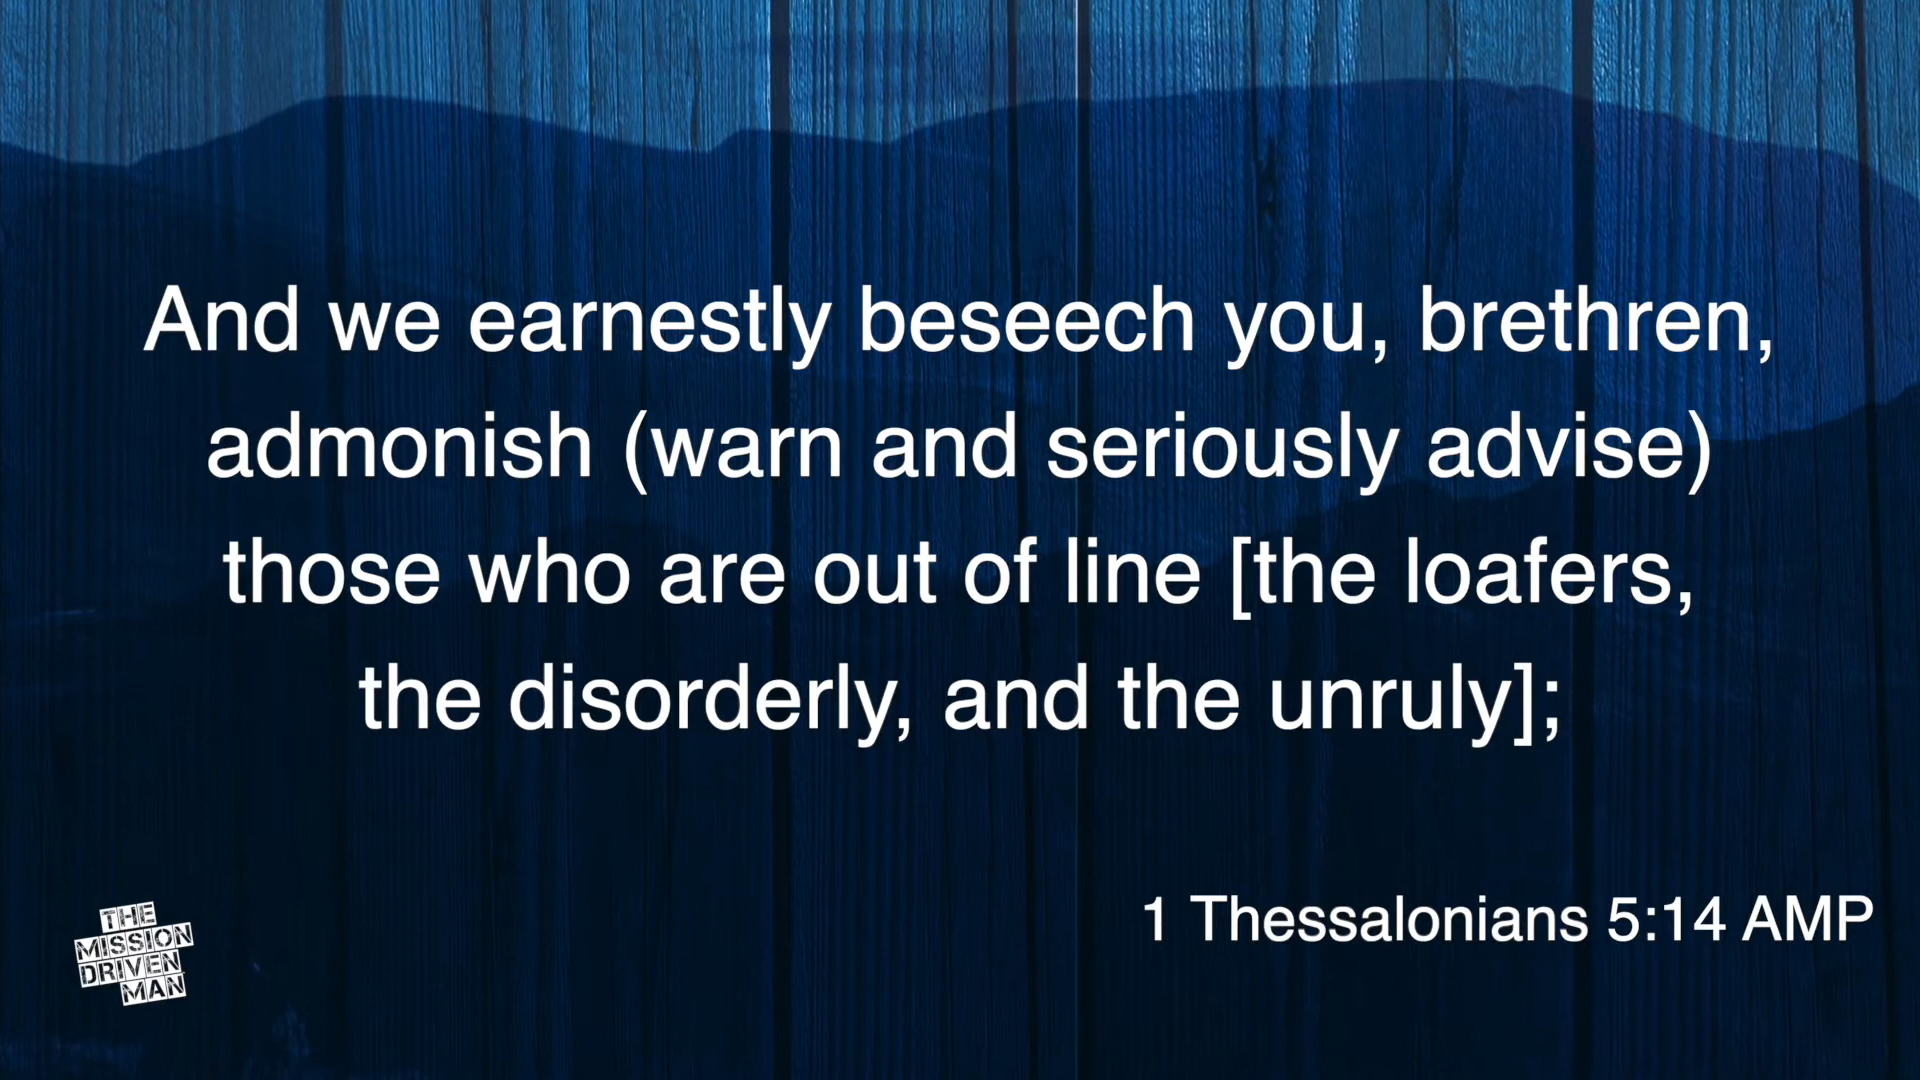 And we earnestly beseech you, brethren,
admonish (warn and seriously advise)
those who are out of line [the loafers,
the disorderly, and the unruly];
1 Thessalonians 5:14 AMP
THE
MISSION
DRIVEN
MAN